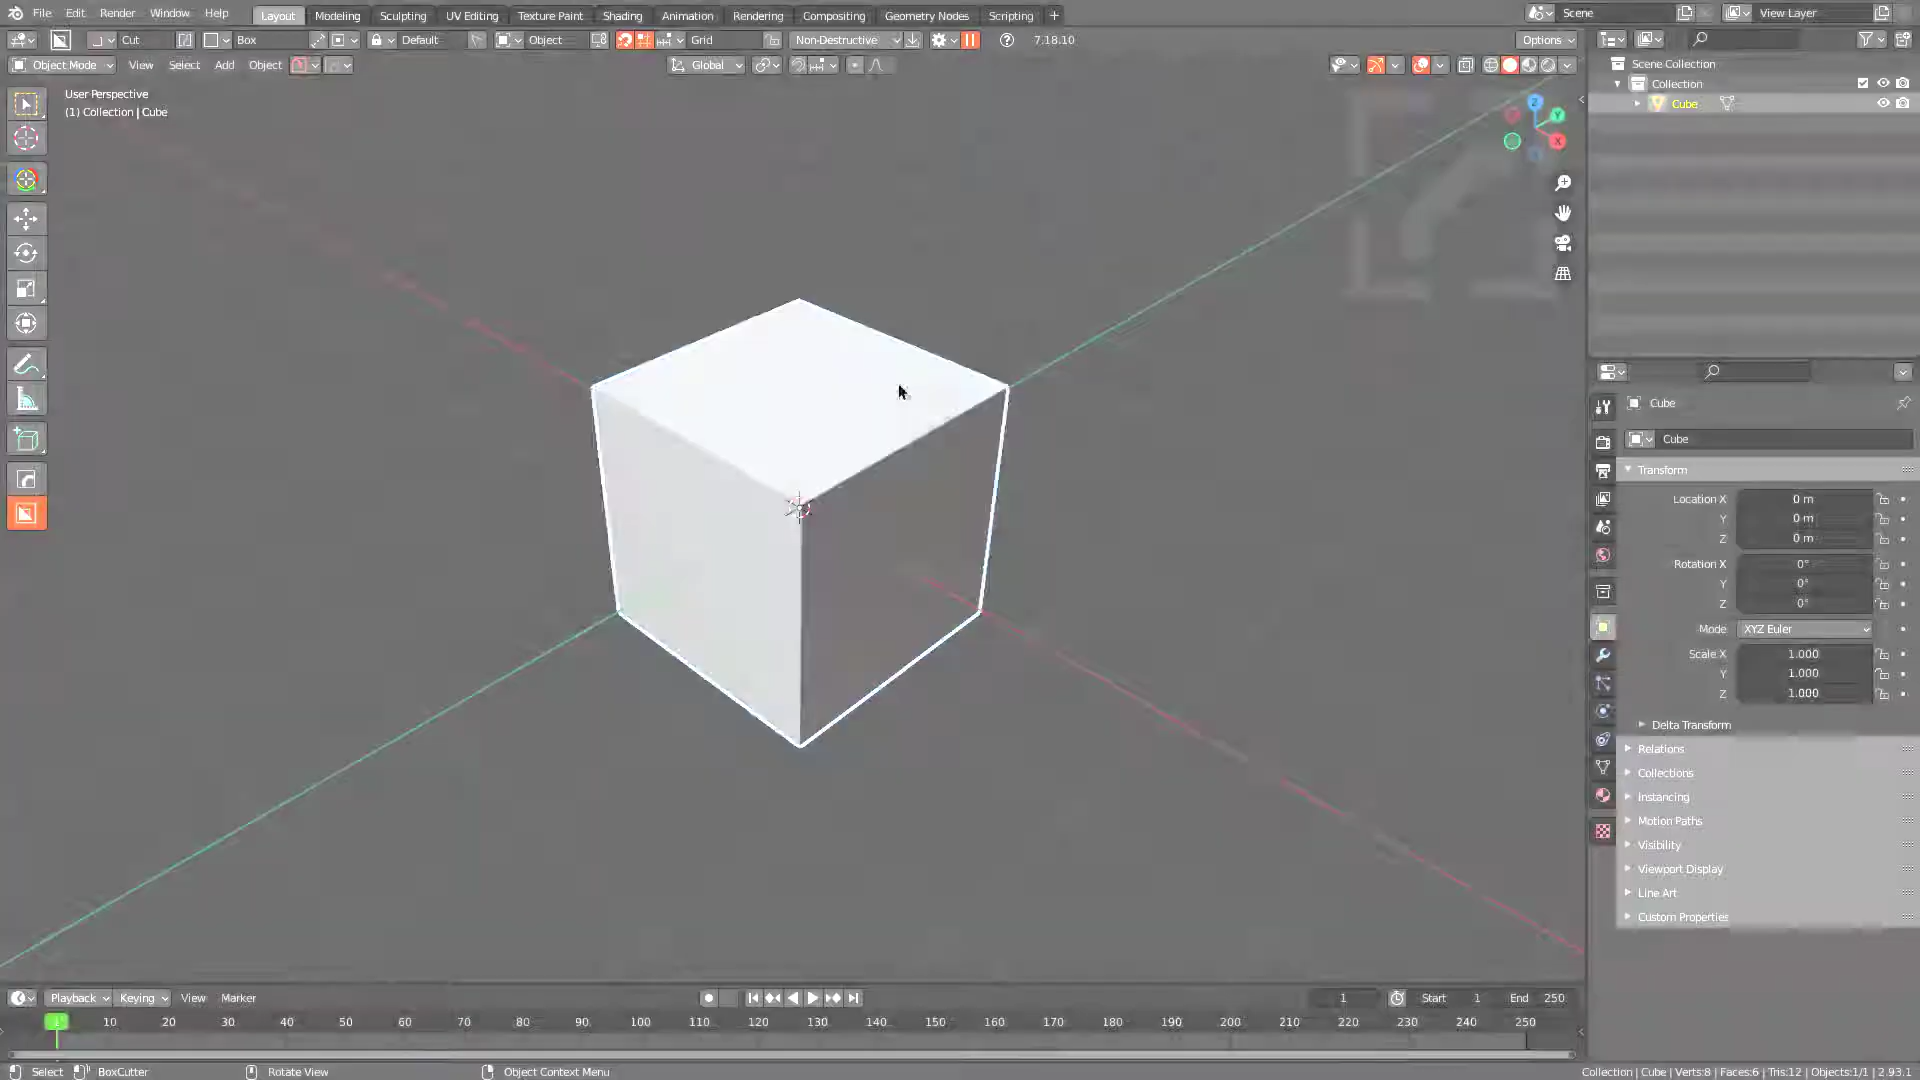 File Edit Render Window Help Layout Modeling Sculpting UV Editing Texture Paint Shading Animation Rendering Compositing Geometry Nodes Scripting + Scene View Layer
Cut Box Default Object Grid Non-Destructive 7.18.10 Options
Object Mode View Select Add Object Global
User Perspective
(1) Collection | Cube
Z
Y
X
Scene Collection
Collection
Cube
Cube
Cube
Transform
Location X 0 m
Y 0 m
Z 0 m
Rotation X 0°
Y 0°
Z 0°
Mode XYZ Euler
Scale X 1.000
Y 1.000
Z 1.000
Delta Transform
Relations
Collections
Instancing
Motion Paths
Visibility
Viewport Display
Line Art
Custom Properties
Playback Keying View Marker 1 Start 1 End 250
1 10 20 30 40 50 60 70 80 90 100 110 120 130 140 150 160 170 180 190 200 210 220 230 240 250
Select BoxCutter Rotate View Object Context Menu Collection | Cube | Verts:8 | Faces:6 | Tris:12 | Objects:1/1 | 2.93.1